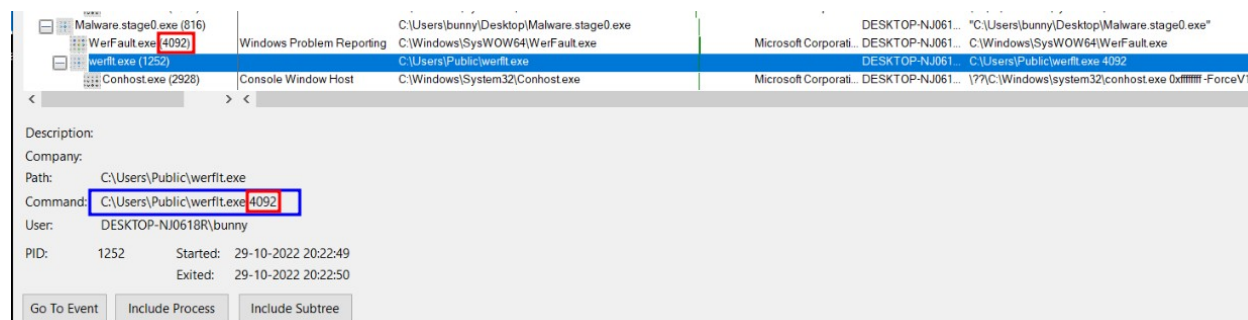 Malware.stage0.exe (816) C:\Users\bunny\Desktop\Malware.stage0.exe DESKTOP-NJ061... "C:\Users\bunny\Desktop\Malware.stage0.exe"
WerFault.exe (4092) Windows Problem Reporting C:\Windows\SysWOW64\WerFault.exe Microsoft Corporati... DESKTOP-NJ061... C:\Windows\SysWOW64\WerFault.exe
werflt.exe (1252) C:\Users\Public\werflt.exe DESKTOP-NJ061... C:\Users\Public\werflt.exe 4092
Conhost.exe (2928) Console Window Host C:\Windows\System32\Conhost.exe Microsoft Corporati... DESKTOP-NJ061... \??\C:\Windows\system32\conhost.exe 0xffffffff -ForceV1
Description:
Company:
Path: C:\Users\Public\werflt.exe
Command: C:\Users\Public\werflt.exe 4092
User: DESKTOP-NJ0618R\bunny
PID: 1252 Started: 29-10-2022 20:22:49
Exited: 29-10-2022 20:22:50
Go To Event Include Process Include Subtree